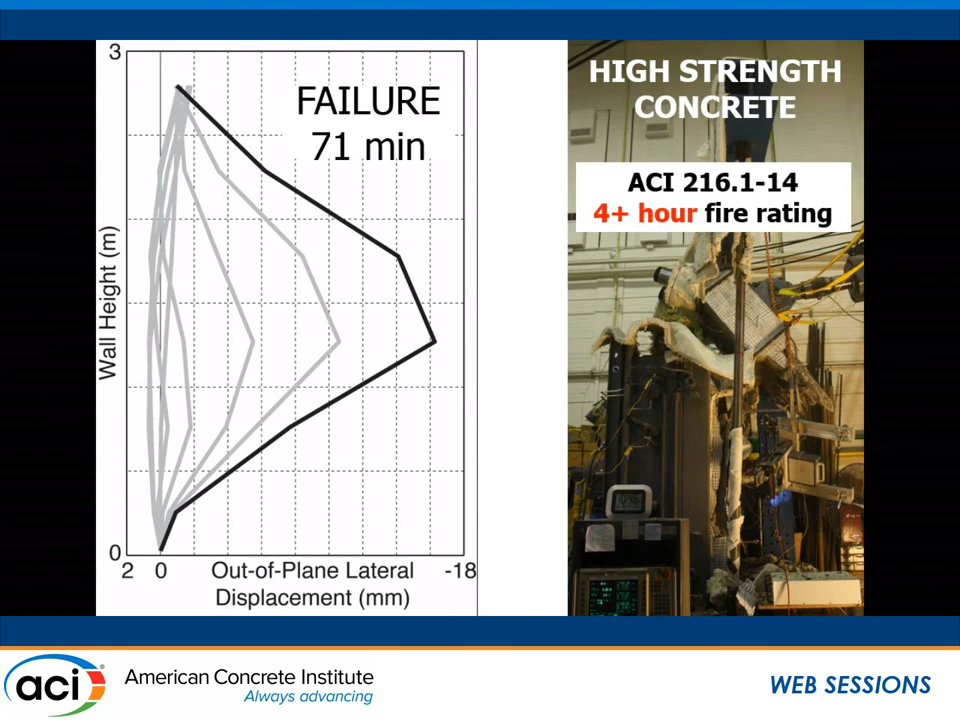 3
FAILURE
71 min
Wall Height (m)
0
2 0 -18
Out-of-Plane Lateral
Displacement (mm)
HIGH STRENGTH
CONCRETE
ACI 216.1-14
4+ hour fire rating
aci®
American Concrete Institute
Always advancing
WEB SESSIONS